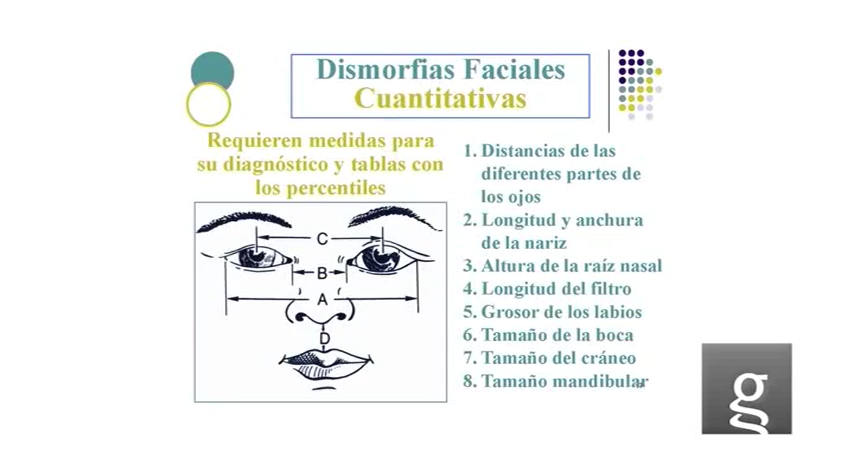 Dismorfias Faciales
Cuantitativas
Requieren medidas para
su diagnóstico y tablas con
los percentiles
C
B
A
D
1. Distancias de las
diferentes partes de
los ojos
2. Longitud y anchura
de la nariz
3. Altura de la raíz nasal
4. Longitud del filtro
5. Grosor de los labios
6. Tamaño de la boca
7. Tamaño del cráneo
8. Tamaño mandibular
g